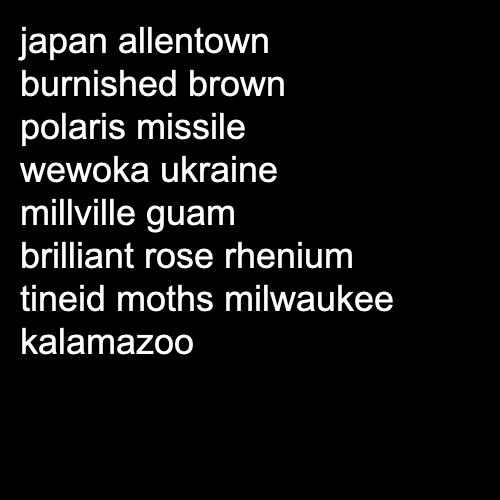 japan allentown
burnished brown
polaris missile
wewoka ukraine
millville guam
brilliant rose rhenium
tineid moths milwaukee
kalamazoo